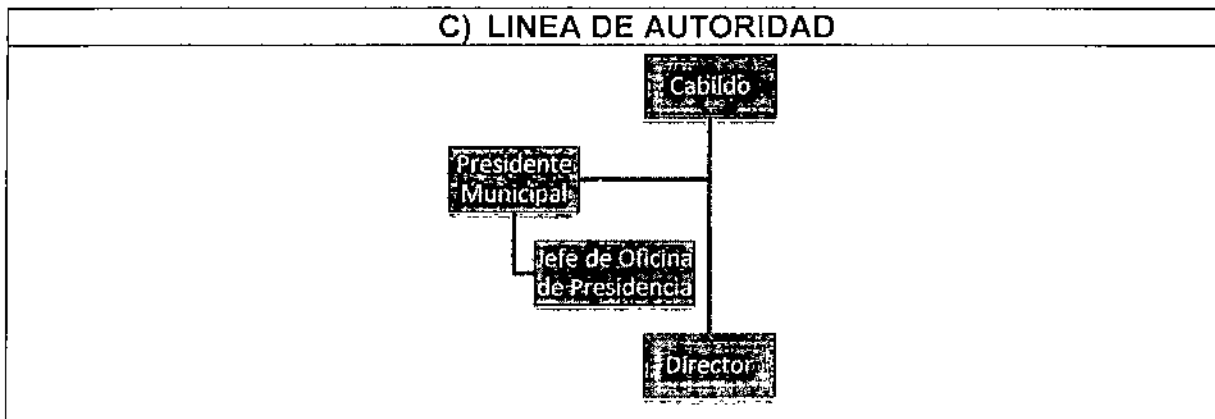 C) LINEA DE AUTORIDAD
Cabildo
Presidente
Municipal
Jefe de Oficina
de Presidencia
Director